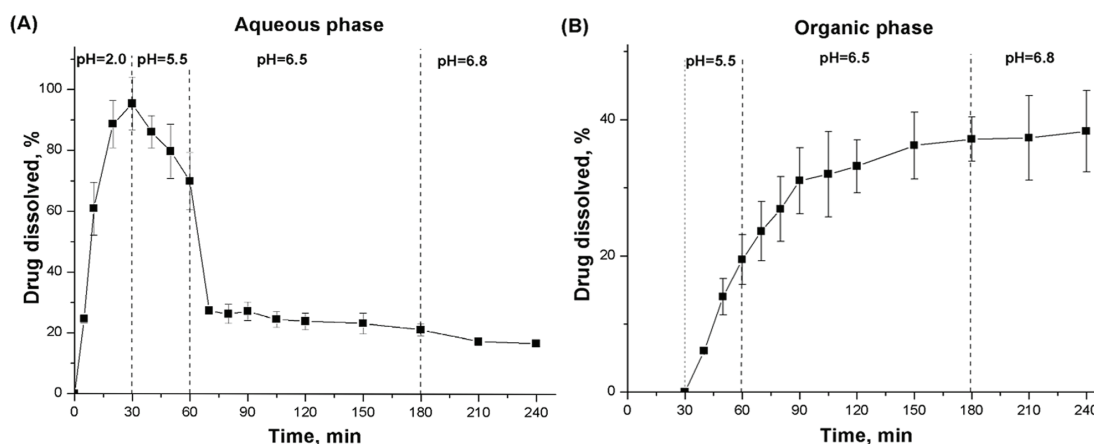 (A)
Aqueous phase
pH=2.0
pH=5.5
pH=6.5
pH=6.8
Drug dissolved, %
100
80
60
40
20
0
0 30 60 90 120 150 180 210 240
Time, min
(B)
Organic phase
pH=5.5
pH=6.5
pH=6.8
Drug dissolved, %
40
20
0
0 30 60 90 120 150 180 210 240
Time, min